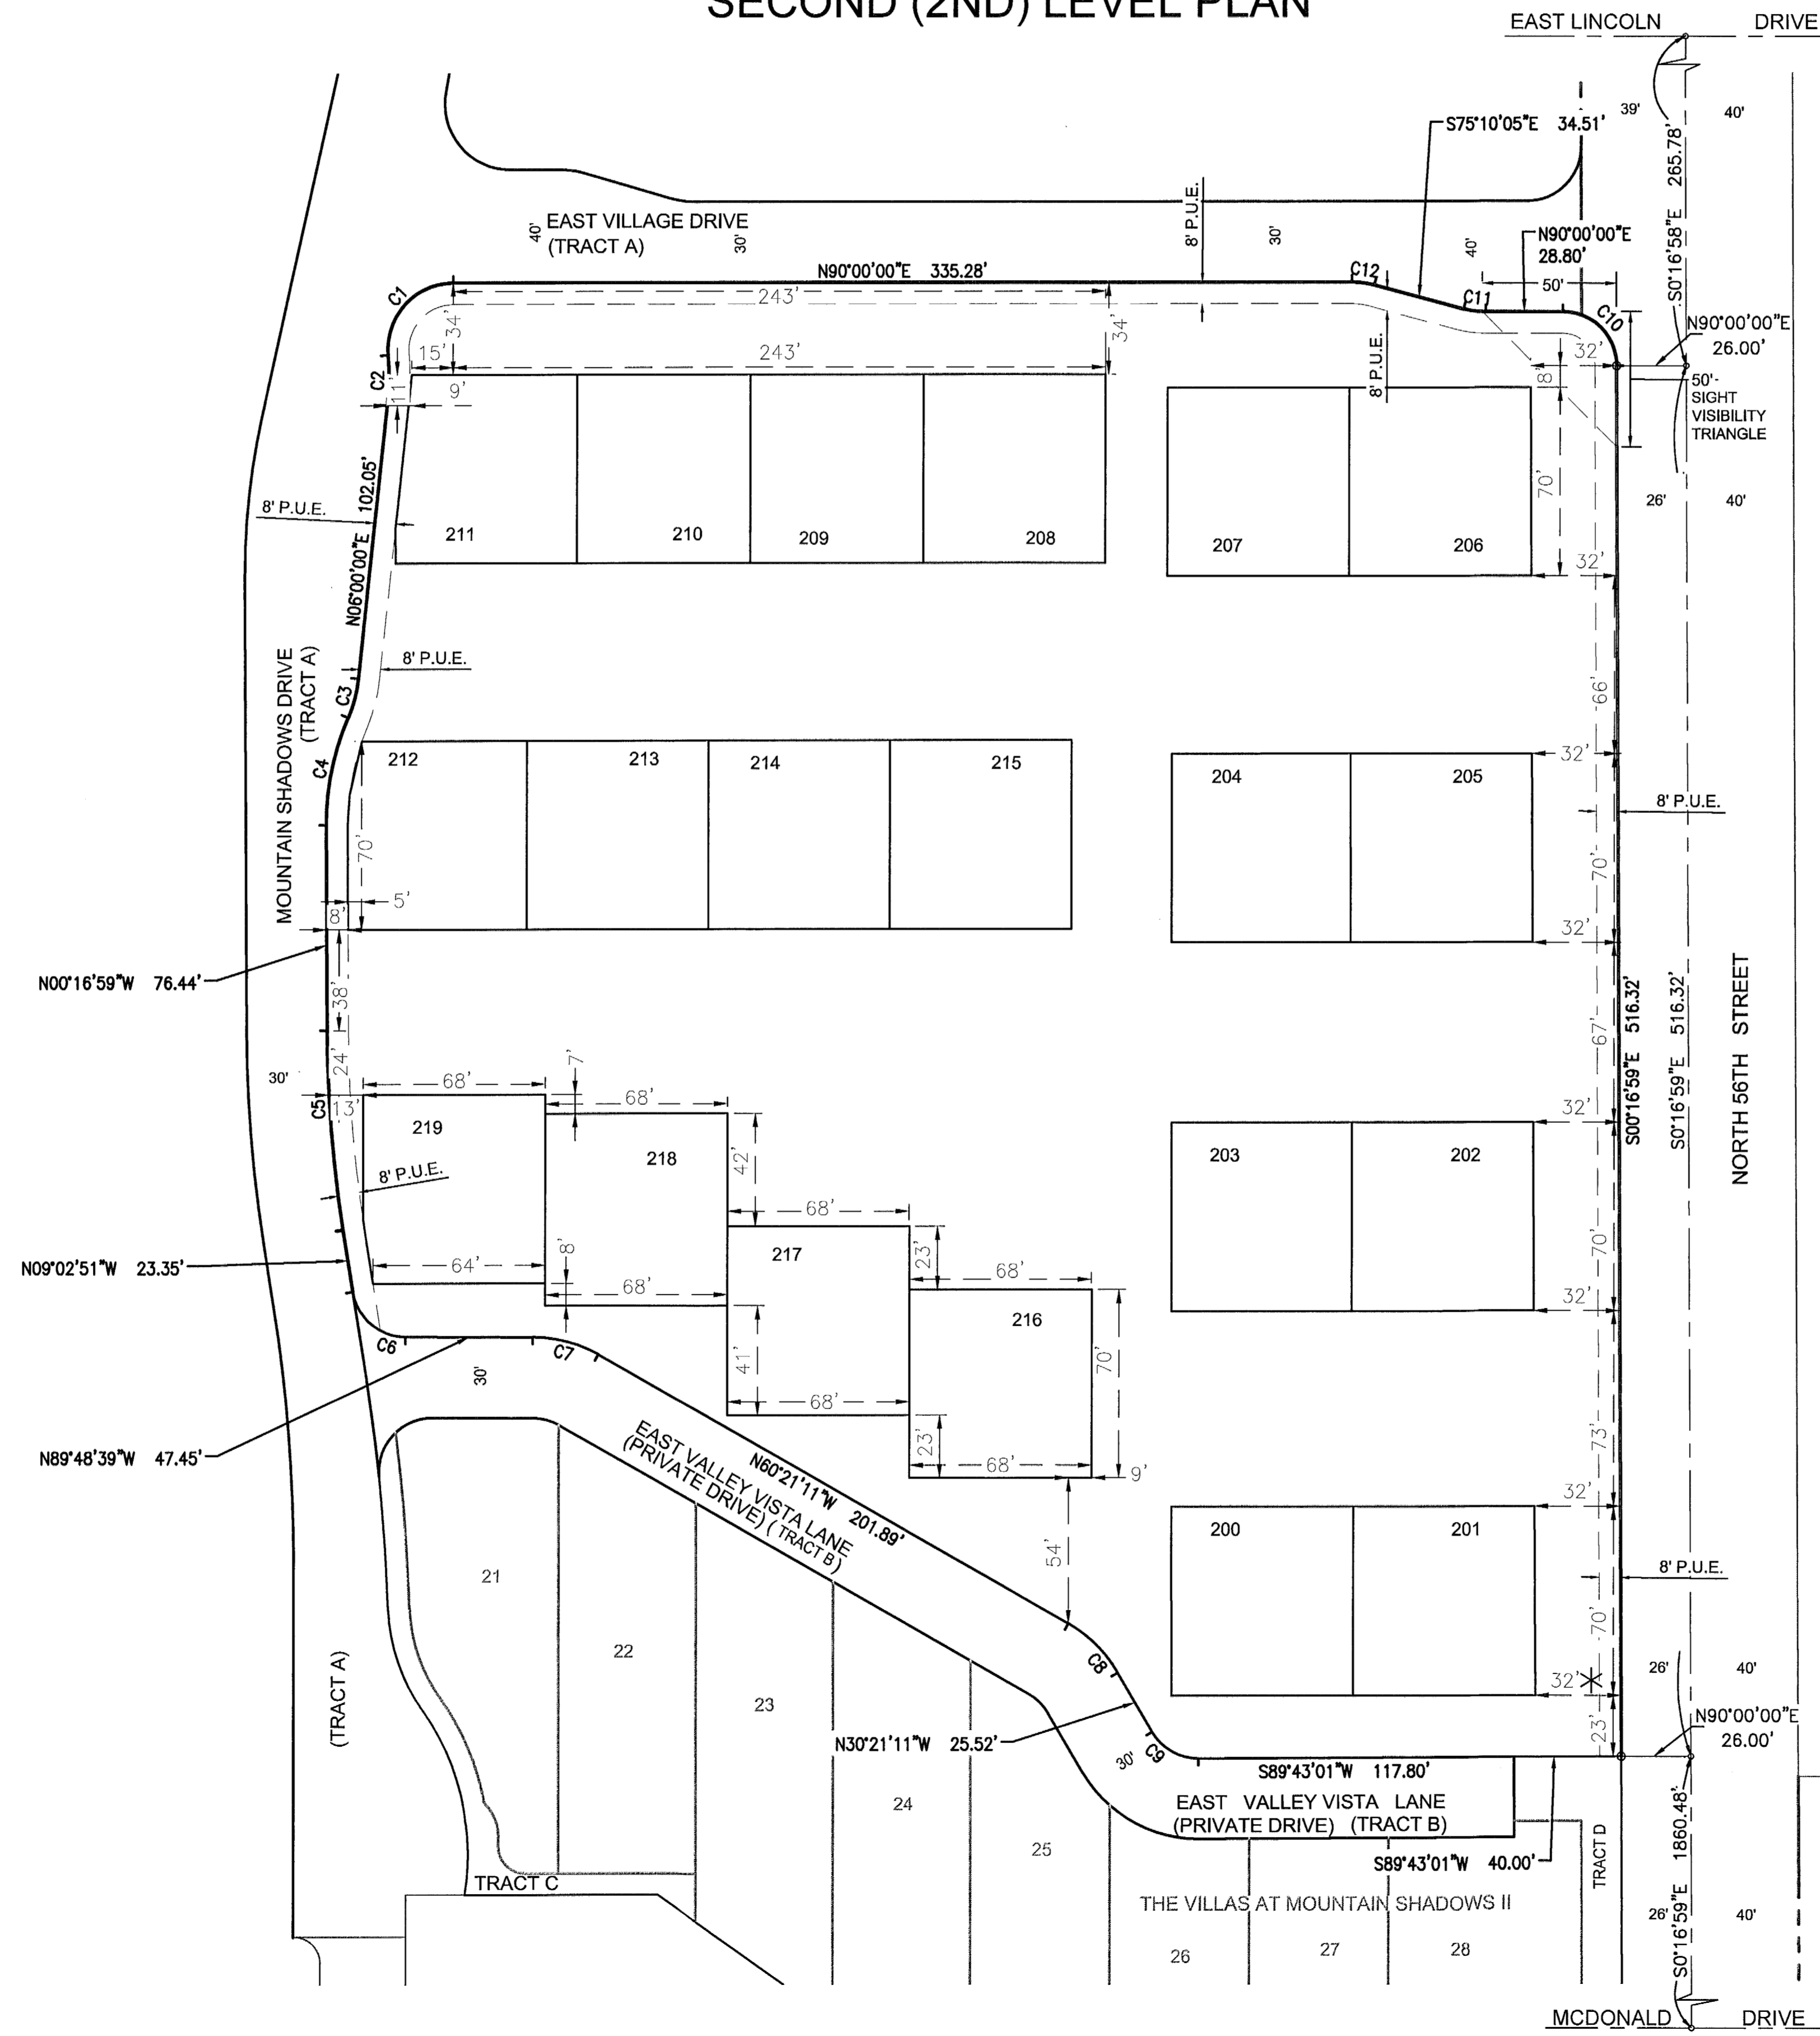 SECOND (2ND) LEVEL PLAN
EAST LINCOLN DRIVE
39'
40'
S75°10'05"E 34.51'
S0°16'58"E 265.78'
8' P.U.E.
EAST VILLAGE DRIVE
(TRACT A)
40'
30'
30'
40'
N90°00'00"E
28.80'
N90°00'00"E 335.28'
C12
C11
50'
C10
C1
243'
34'
34'
N90°00'00"E
26.00'
15'
243'
8' P.U.E.
32'
8'
50'-
SIGHT
VISIBILITY
TRIANGLE
C2
11'
9'
N06°00'00"E 102.05'
8' P.U.E.
70'
26'
40'
211
210
209
208
207
206
32'
MOUNTAIN SHADOWS DRIVE
(TRACT A)
8' P.U.E.
C3
66'
C4
212
213
214
215
204
205
32'
8' P.U.E.
70'
70'
5'
8'
32'
N00°16'59"W 76.44'
38'
67'
S00°16'59"E 516.32'
S0°16'59"E 516.32'
NORTH 56TH STREET
24'
7'
30'
68'
68'
C5
13'
32'
219
218
42'
203
202
8' P.U.E.
68'
70'
217
23'
N09°02'51"W 23.35'
64'
8'
68'
68'
216
32'
C6
C7
41'
70'
30'
68'
N89°48'39"W 47.45'
23'
73'
68'
9'
EAST VALLEY VISTA LANE
(PRIVATE DRIVE) (TRACT B)
N60°21'11"W 201.89'
32'
200
201
54'
8' P.U.E.
21
22
70'
C8
32'
26'
40'
(TRACT A)
23
N30°21'11"W 25.52'
C9
30'
23'
N90°00'00"E
26.00'
S89°43'01"W 117.80'
24
EAST VALLEY VISTA LANE
(PRIVATE DRIVE) (TRACT B)
25
S89°43'01"W 40.00'
TRACT D
S0°16'59"E 1860.48'
TRACT C
THE VILLAS AT MOUNTAIN SHADOWS II
26'
40'
26
27
28
MCDONALD DRIVE